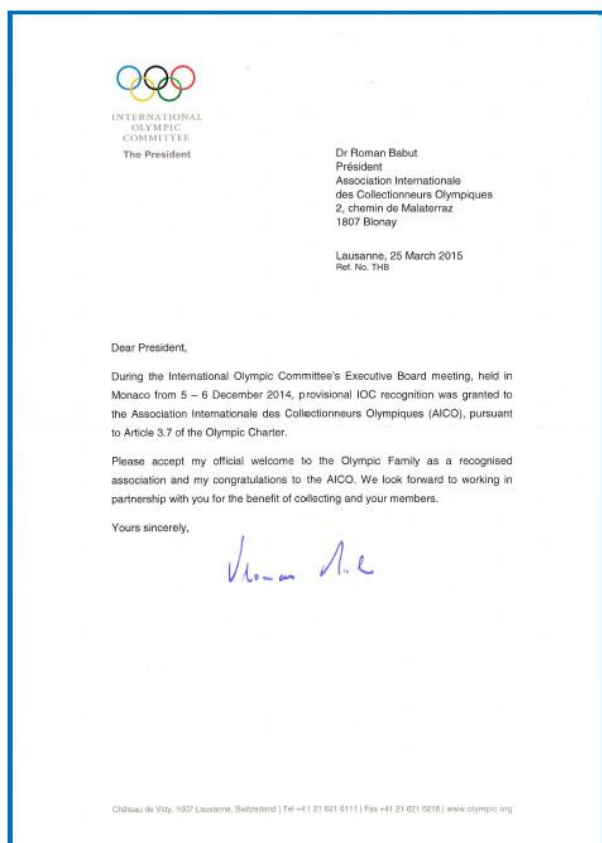 INTERNATIONAL
OLYMPIC
COMMITTEE
The President
Dr Roman Babut
Président
Association Internationale
des Collectionneurs Olympiques
2, chemin de Malaterraz
1807 Blonay
Lausanne, 25 March 2015
Ref. No. THB
Dear President,
During the International Olympic Committee's Executive Board meeting, held in
Monaco from 5 – 6 December 2014, provisional IOC recognition was granted to
the Association Internationale des Collectionneurs Olympiques (AICO), pursuant
to Article 3.7 of the Olympic Charter.
Please accept my official welcome to the Olympic Family as a recognised
association and my congratulations to the AICO. We look forward to working in
partnership with you for the benefit of collecting and your members.
Yours sincerely,
Château de Vidy, 1007 Lausanne, Switzerland | Tel +41 21 621 6111 | Fax +41 21 621 6216 | www.olympic.org